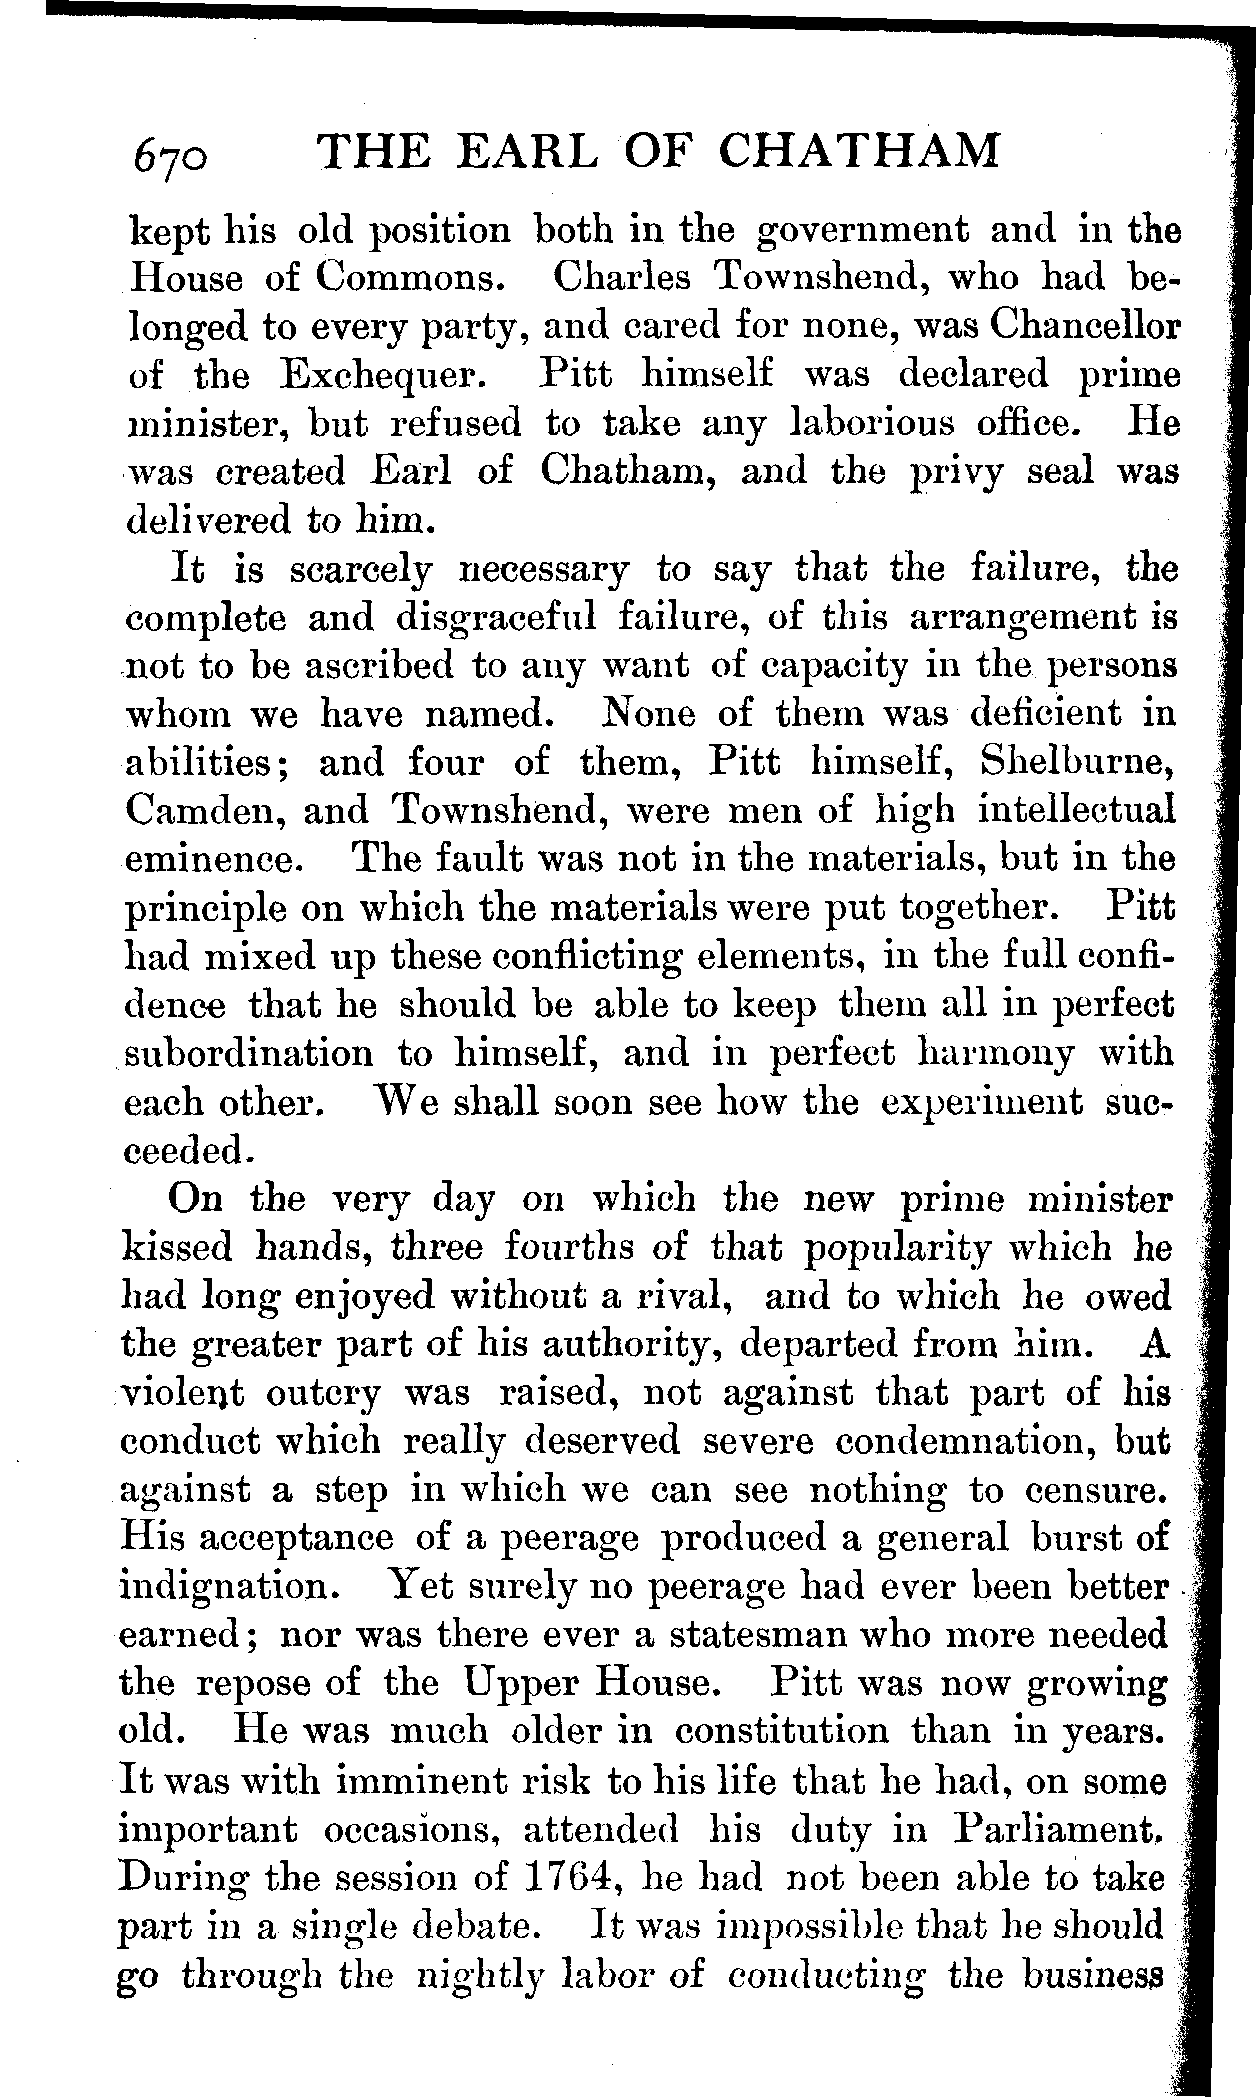 670 THE EARL OF CHATHAM
kept his old position both in the government and in the
House of Commons. Charles Townshend, who had be-
longed to every party, and cared for none, was Chancellor
of the Exchequer. Pitt himself was declared prime
minister, but refused to take any laborious office. He
was created Earl of Chatham, and the privy seal was
delivered to him.
It is scarcely necessary to say that the failure, the
complete and disgraceful failure, of this arrangement is
not to be ascribed to any want of capacity in the persons
whom we have named. None of them was deficient in
abilities; and four of them, Pitt himself, Shelburne,
Camden, and Townshend, were men of high intellectual
eminence. The fault was not in the materials, but in the
principle on which the materials were put together. Pitt
had mixed up these conflicting elements, in the full confi-
dence that he should be able to keep them all in perfect
subordination to himself, and in perfect harmony with
each other. We shall soon see how the experiment suc-
ceeded.
On the very day on which the new prime minister
kissed hands, three fourths of that popularity which he
had long enjoyed without a rival, and to which he owed
the greater part of his authority, departed from him. A
violent outcry was raised, not against that part of his
conduct which really deserved severe condemnation, but
against a step in which we can see nothing to censure.
His acceptance of a peerage produced a general burst of
indignation. Yet surely no peerage had ever been better
earned; nor was there ever a statesman who more needed
the repose of the Upper House. Pitt was now growing
old. He was much older in constitution than in years.
It was with imminent risk to his life that he had, on some
important occasions, attended his duty in Parliament.
During the session of 1764, he had not been able to take
part in a single debate. It was impossible that he should
go through the nightly labor of conducting the business